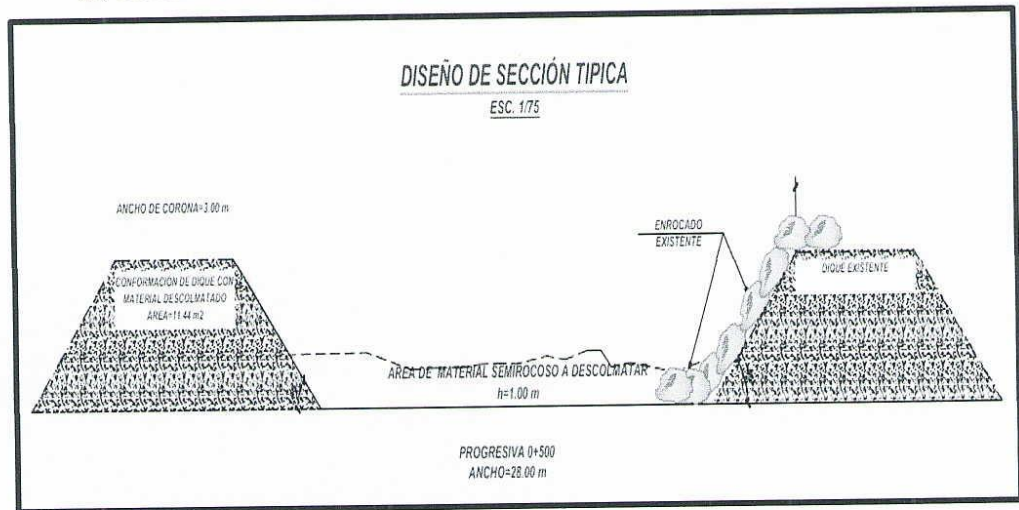 DISEÑO DE SECCIÓN TIPICA
ESC. 1/75
ANCHO DE CORONA=3.00 m
ENROCADO
EXISTENTE
CONFORMACION DE DIQUE CON
MATERIAL DESCOLMATADO
AREA=11.44 m2
DIQUE EXISTENTE
AREA DE MATERIAL SEMIROCOSO A DESCOLMATAR
h=1.00 m
PROGRESIVA 0+500
ANCHO=28.00 m